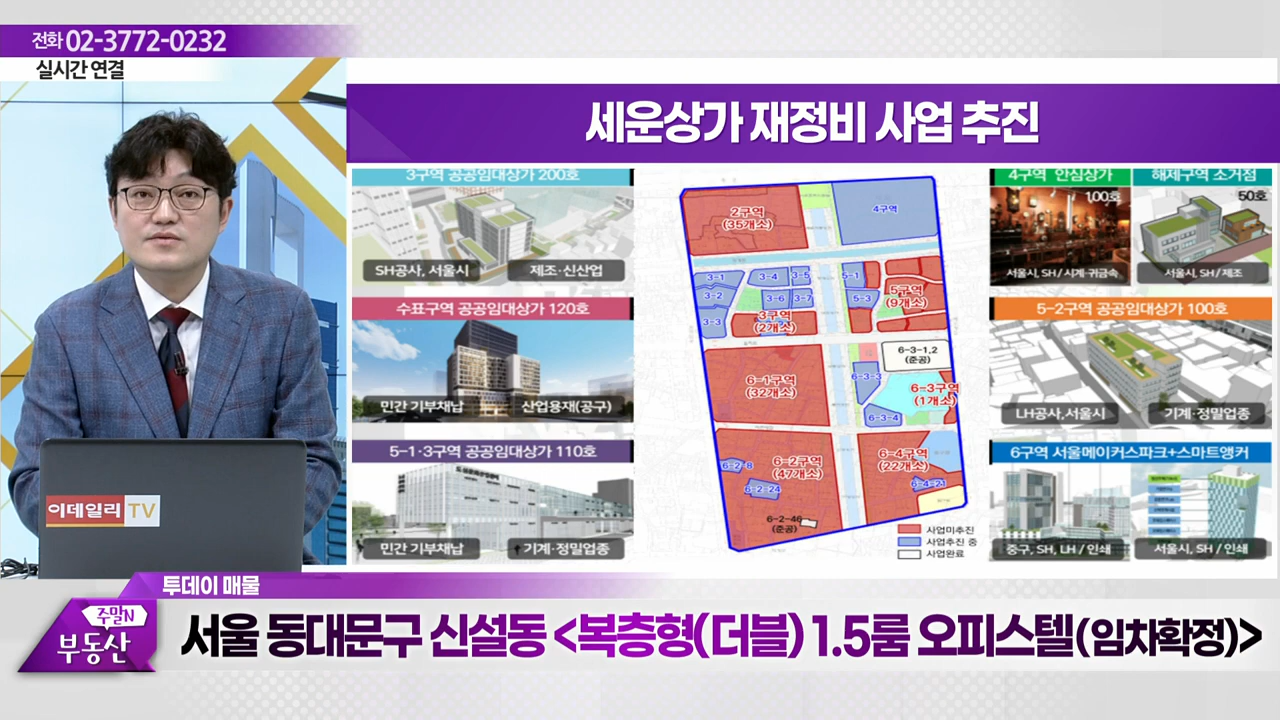 전화 02-3772-0232
실시간 연결
세운상가 재정비 사업 추진
3구역 공공임대상가 200호
SH공사, 서울시
제조·신산업
수표구역 공공임대상가 120호
민간 기부채납
산업용재(공구)
5-1·3구역 공공임대상가 110호
민간 기부채납
기계·정밀업종
2구역
(35개소)
4구역
3-1
3-4
3-5
5-1
3-2
3-6
3-7
5-3
5구역
(9개소)
3-3
3구역
(2개소)
6-3-1,2
(준공)
6-1구역
(32개소)
6-3-3
6-3구역
(1개소)
6-3-4
6-2-8
6-2구역
(47개소)
6-4구역
(22개소)
6-2-24
6-4-21
6-2-46
(준공)
사업미추진
사업추진 중
사업완료
4구역 안심상가
100호
서울시, SH / 시계·귀금속
해제구역 소거점
50호
서울시, SH / 제조
5-2구역 공공임대상가 100호
LH공사,서울시
기계·정밀업종
6구역 서울메이커스파크+스마트앵커
중구, SH, LH / 인쇄
서울시, SH / 인쇄
이데일리 TV
투데이 매물
주말N
부동산
서울 동대문구 신설동 <복층형(더블) 1.5룸 오피스텔(임차확정)>